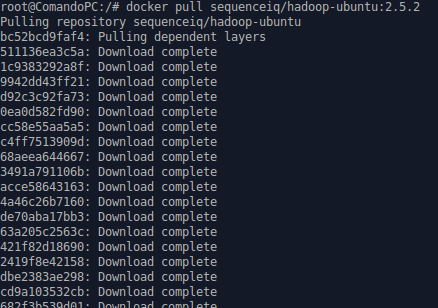 root@ComandoPC:/# docker pull sequenceiq/hadoop-ubuntu:2.5.2
Pulling repository sequenceiq/hadoop-ubuntu
bc52bcd9faf4: Pulling dependent layers
511136ea3c5a: Download complete
1c9383292a8f: Download complete
9942dd43ff21: Download complete
d92c3c92fa73: Download complete
0ea0d582fd90: Download complete
cc58e55aa5a5: Download complete
c4ff7513909d: Download complete
68aeea644667: Download complete
3491a791106b: Download complete
acce58643163: Download complete
4a46c26b7160: Download complete
de70aba17bb3: Download complete
63a205c2563c: Download complete
421f82d18690: Download complete
2419f8e42158: Download complete
dbe2383ae298: Download complete
cd9a103532cb: Download complete
682f3b539d01: Download complete